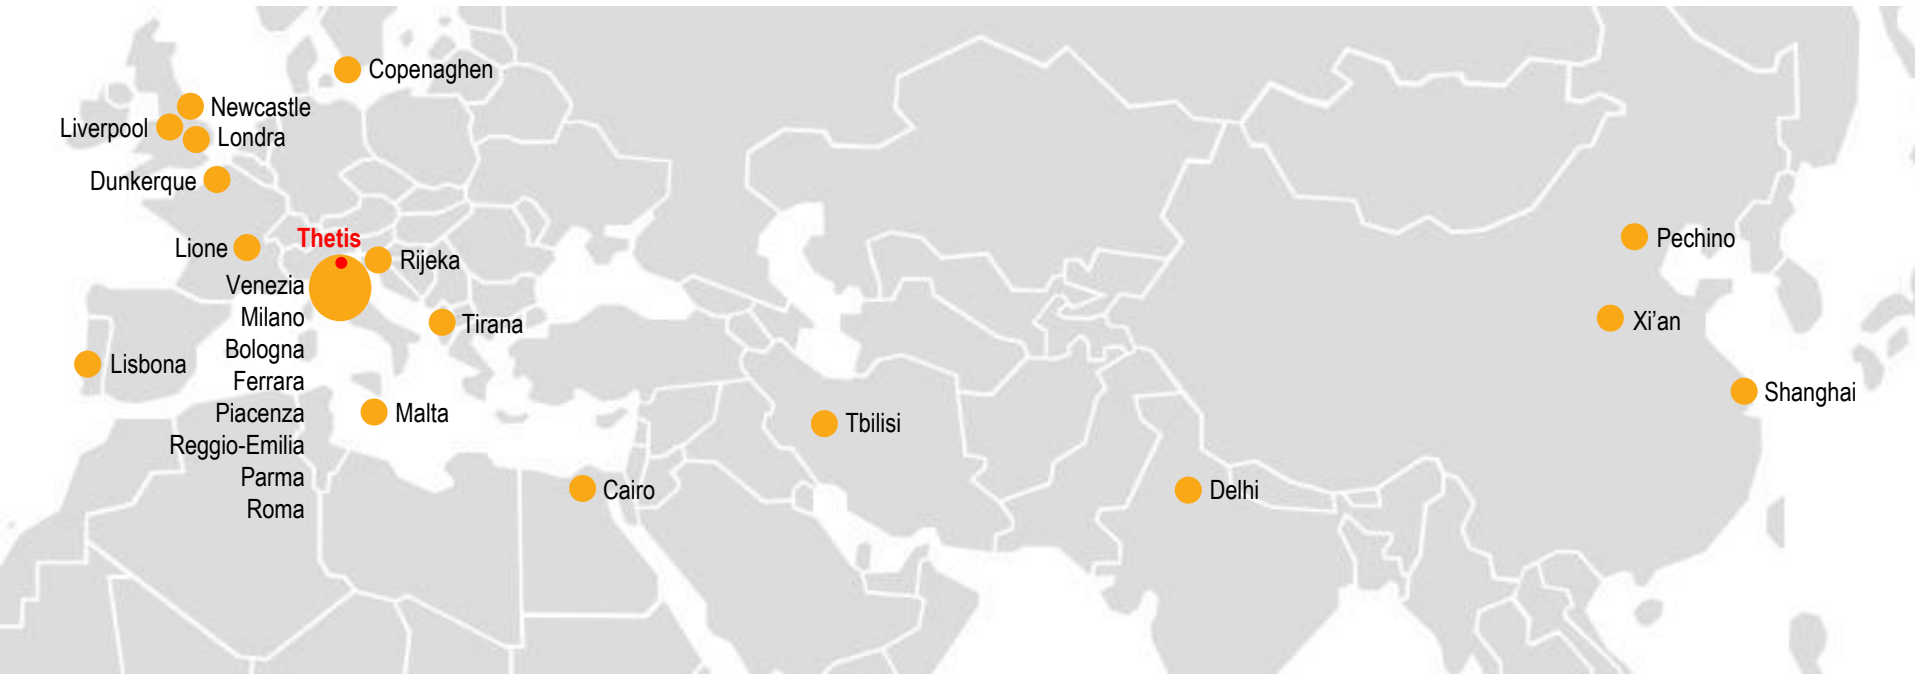 Copenaghen
Newcastle
Liverpool
Londra
Dunkerque
Lione
Thetis
Rijeka
Venezia
Milano
Bologna
Ferrara
Piacenza
Reggio-Emilia
Parma
Roma
Tirana
Lisbona
Malta
Cairo
Tbilisi
Delhi
Pechino
Xi’an
Shanghai